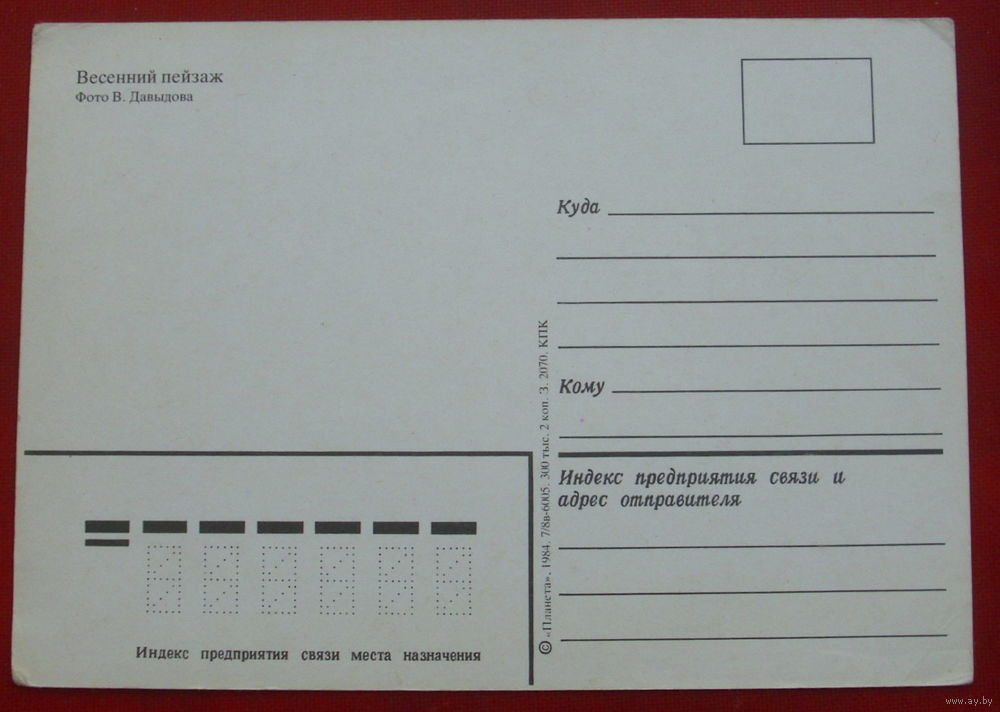 Весенний пейзаж
Фото В. Давыдова
Куда
Кому
Индекс предприятия связи и
адрес отправителя
© «Планета», 1984. 7/8в-6005. 300 тыс. 2 коп. З. 2070. КПК
Индекс предприятия связи места назначения
www.ay.by